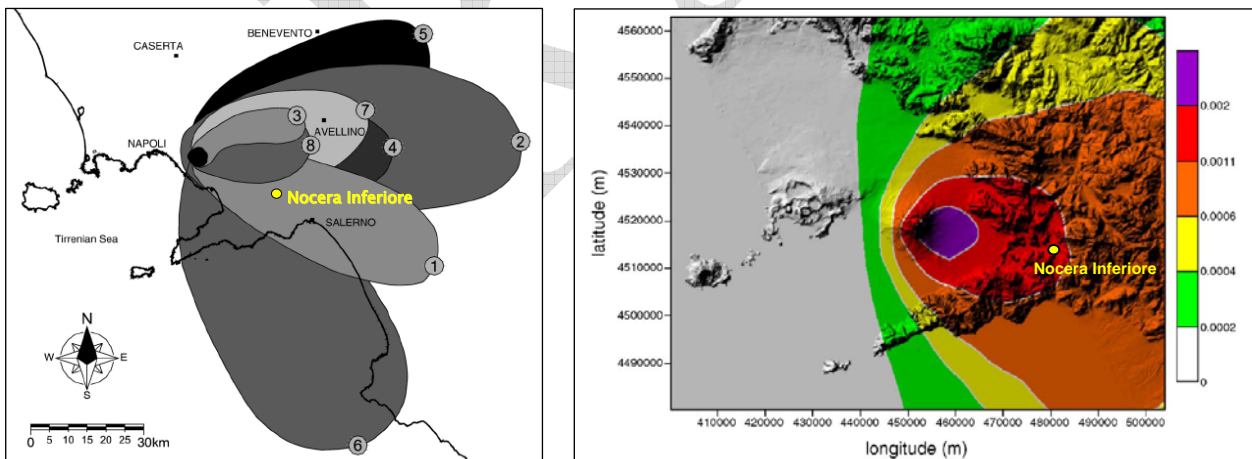 CASERTA
BENEVENTO
5
3
7
AVELLINO
2
NAPOLI
8
4
Nocera Inferiore
SALERNO
Tirrenian Sea
1
N
W
E
S
0 5 10 15 20 25 30km
6
4560000
4550000
4540000
4530000
4520000
4510000
4500000
4490000
latitude (m)
Nocera Inferiore
410000 420000 430000 440000 450000 460000 470000 480000 490000 500000
longitude (m)
0.002
0.0011
0.0006
0.0004
0.0002
0